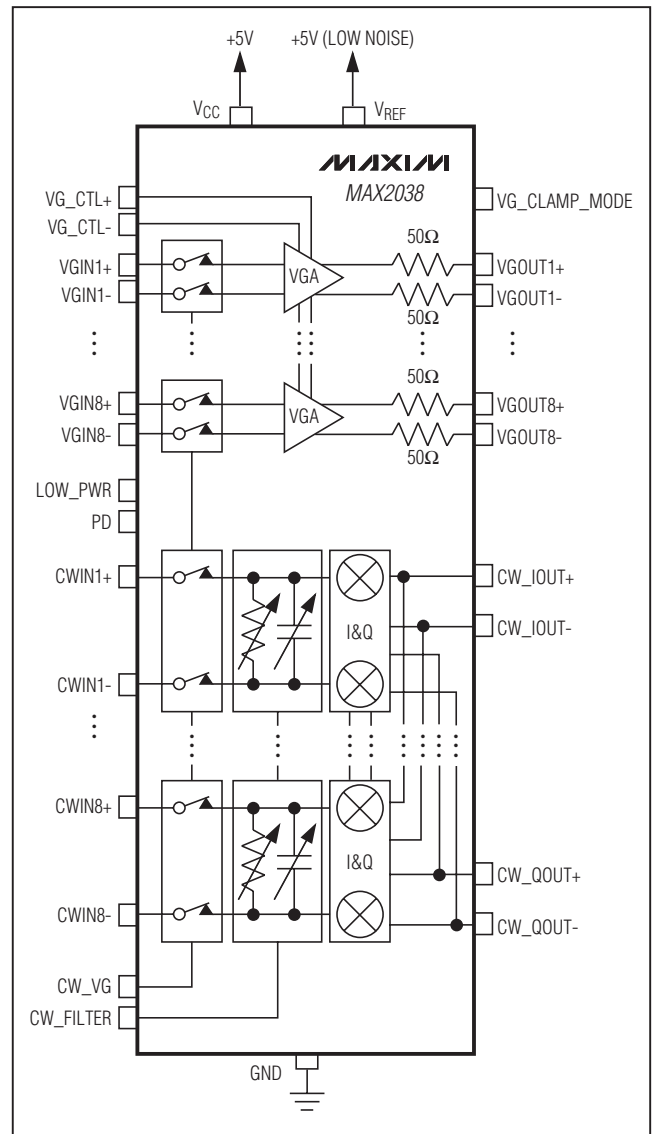 +5V
+5V (LOW NOISE)
VCC
VREF
MAXIM
MAX2038
VG_CTL+
VG_CTL-
VG_CLAMP_MODE
VGIN1+
VGIN1-
VGA
50Ω
50Ω
VGOUT1+
VGOUT1-
VGIN8+
VGIN8-
VGA
50Ω
50Ω
VGOUT8+
VGOUT8-
LOW_PWR
PD
CWIN1+
CWIN1-
I&Q
CW_IOUT+
CW_IOUT-
CWIN8+
CWIN8-
I&Q
CW_QOUT+
CW_QOUT-
CW_VG
CW_FILTER
GND